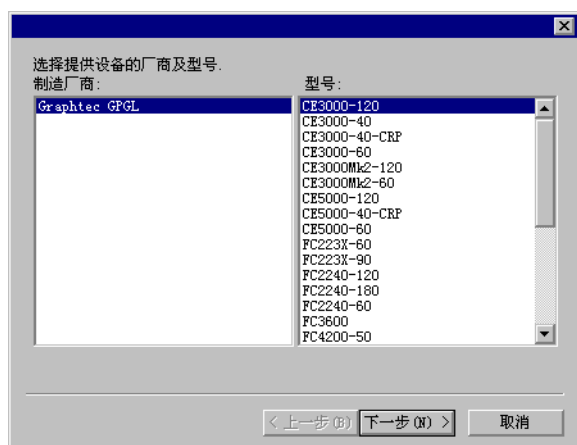 选择提供设备的厂商及型号.
制造厂商:
型号:
Graphtec GPGL
CE3000-120
CE3000-40
CE3000-40-CRP
CE3000-60
CE3000Mk2-120
CE3000Mk2-60
CE5000-120
CE5000-40-CRP
CE5000-60
FC223X-60
FC223X-90
FC2240-120
FC2240-180
FC2240-60
FC3600
FC4200-50
< 上一步(B)
下一步(N) >
取消